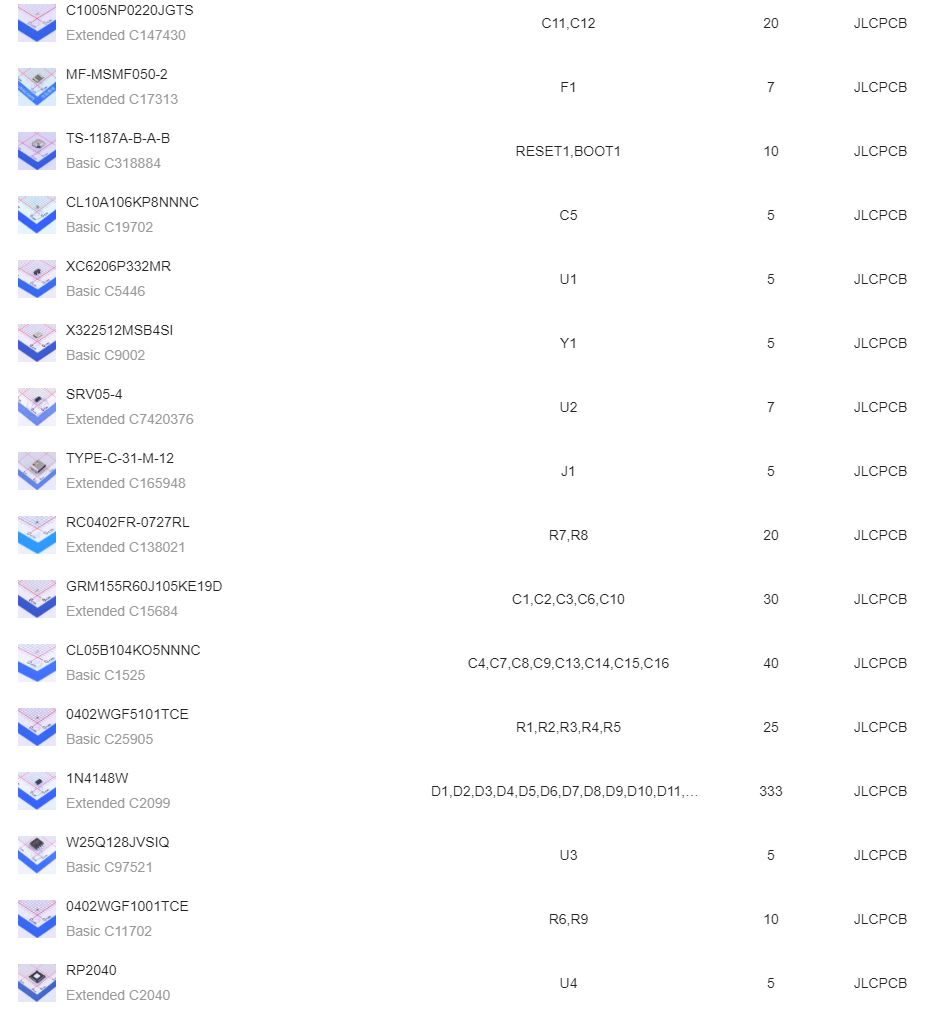 C1005NP0220JGTS
Extended C147430
C11,C12 20 JLCPCB
MF-MSMF050-2
Extended C17313
F1 7 JLCPCB
TS-1187A-B-A-B
Basic C318884
RESET1,BOOT1 10 JLCPCB
CL10A106KP8NNNC
Basic C19702
C5 5 JLCPCB
XC6206P332MR
Basic C5446
U1 5 JLCPCB
X322512MSB4SI
Basic C9002
Y1 5 JLCPCB
SRV05-4
Extended C7420376
U2 7 JLCPCB
TYPE-C-31-M-12
Extended C165948
J1 5 JLCPCB
RC0402FR-0727RL
Extended C138021
R7,R8 20 JLCPCB
GRM155R60J105KE19D
Extended C15684
C1,C2,C3,C6,C10 30 JLCPCB
CL05B104KO5NNNC
Basic C1525
C4,C7,C8,C9,C13,C14,C15,C16 40 JLCPCB
0402WGF5101TCE
Basic C25905
R1,R2,R3,R4,R5 25 JLCPCB
1N4148W
Extended C2099
D1,D2,D3,D4,D5,D6,D7,D8,D9,D10,D11,... 333 JLCPCB
W25Q128JVSIQ
Basic C97521
U3 5 JLCPCB
0402WGF1001TCE
Basic C11702
R6,R9 10 JLCPCB
RP2040
Extended C2040
U4 5 JLCPCB